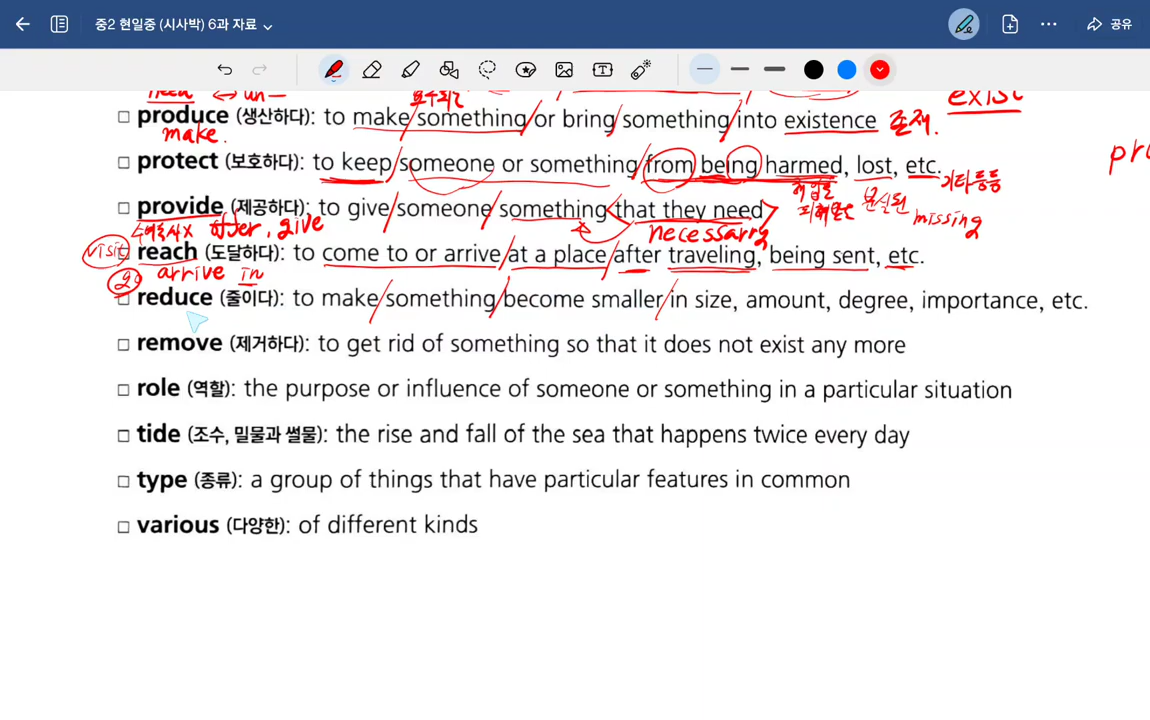 중2 현일중 (시사박) 6과 자료
공유
need ↔ un-
exist
□ produce (생산하다): to make something or bring something into existence 존재.
make.
□ protect (보호하다): to keep someone or something from being harmed, lost, etc. 기타등등
해입음 분실된
□ provide (제공하다): to give someone something that they need missing
offer, give necessary
visit □ reach (도달하다): to come to or arrive at a place after traveling, being sent, etc.
go arrive in
□ reduce (줄이다): to make something become smaller in size, amount, degree, importance, etc.
□ remove (제거하다): to get rid of something so that it does not exist any more
□ role (역할): the purpose or influence of someone or something in a particular situation
□ tide (조수, 밀물과 썰물): the rise and fall of the sea that happens twice every day
□ type (종류): a group of things that have particular features in common
□ various (다양한): of different kinds